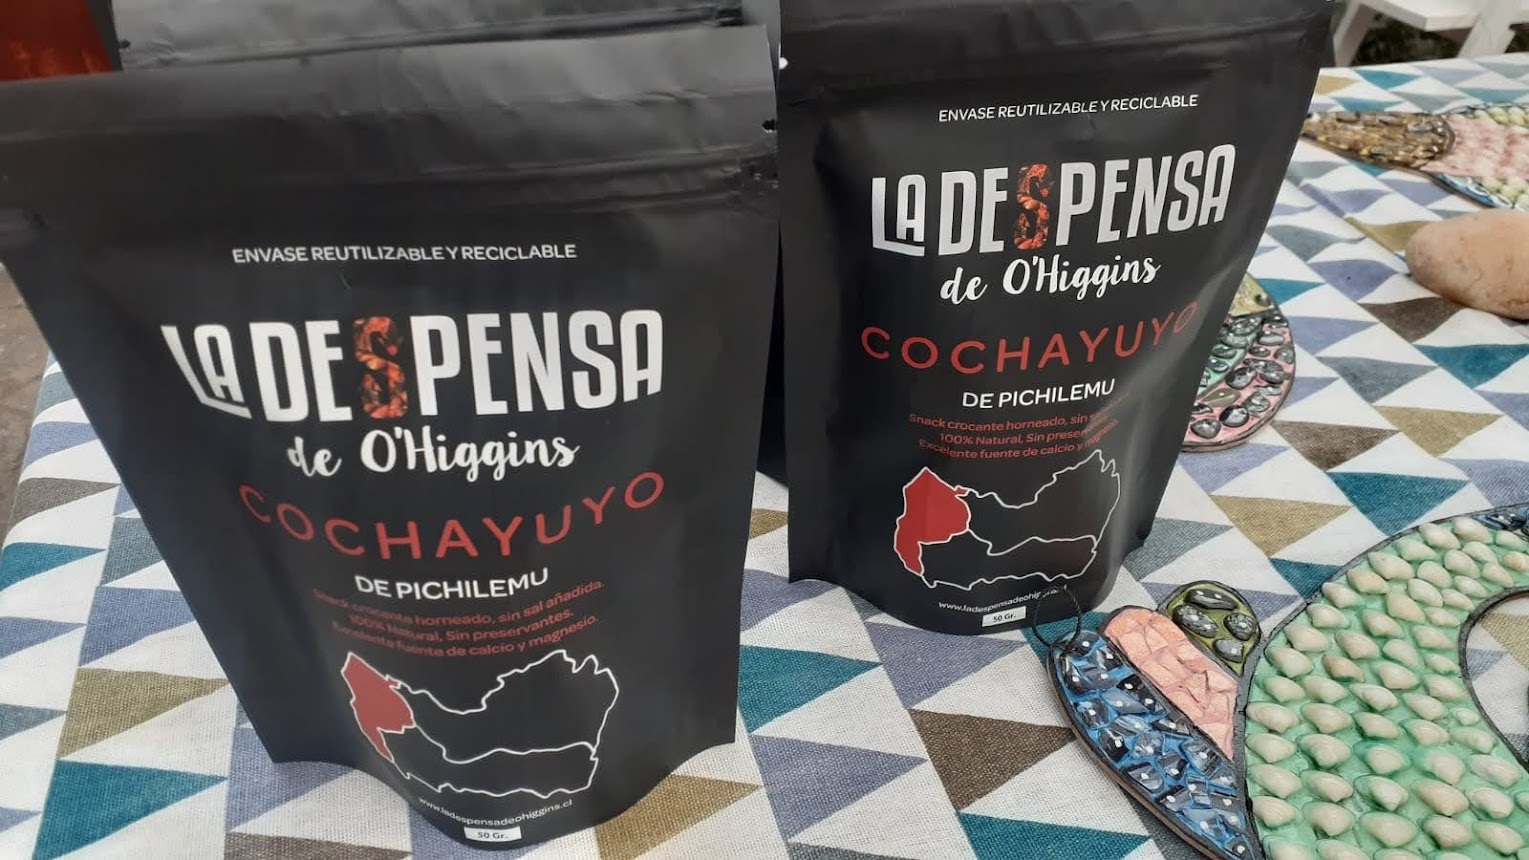 ENVASE REUTILIZABLE Y RECICLABLE
LA DESPENSA
de O'Higgins
COCHAYUYO
DE PICHILEMU
Snack crocante horneado, sin sal añadida.
100% Natural, Sin preservantes.
Excelente fuente de calcio y magnesio.
www.ladespensadeohiggins.cl
50 Gr.
ENVASE REUTILIZABLE Y RECICLABLE
LA DESPENSA
de O'Higgins
COCHAYUYO
DE PICHILEMU
Snack crocante horneado, sin
100% Natural, Sin
Excelente fuente de calcio y magnesio.
50 Gr.